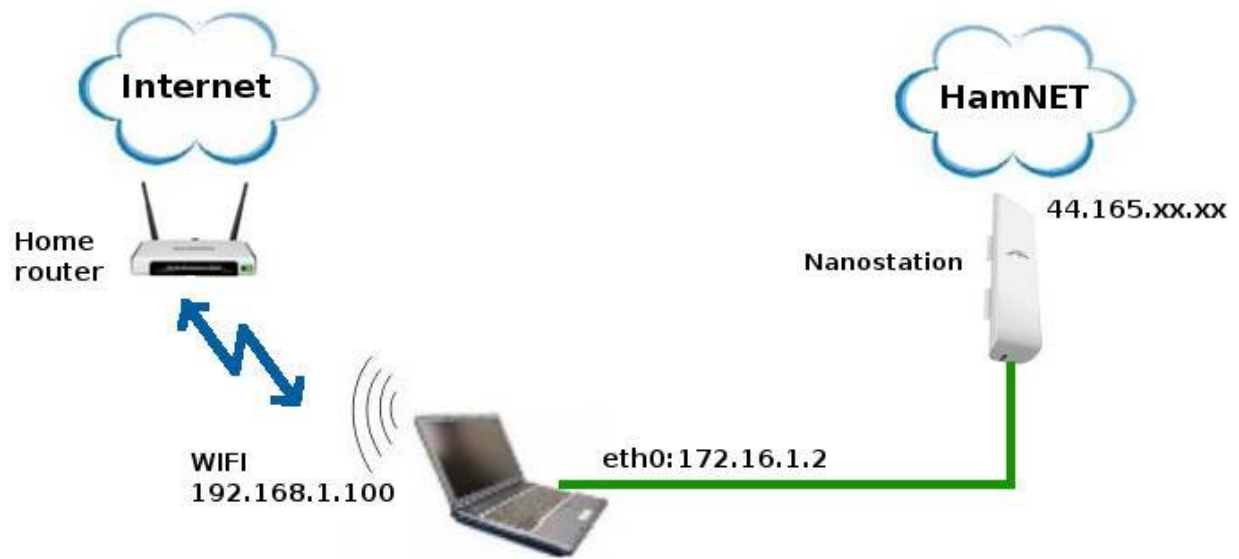 Internet
HamNET
44.165.xx.xx
Home
router
Nanostation
eth0:172.16.1.2
WIFI
192.168.1.100